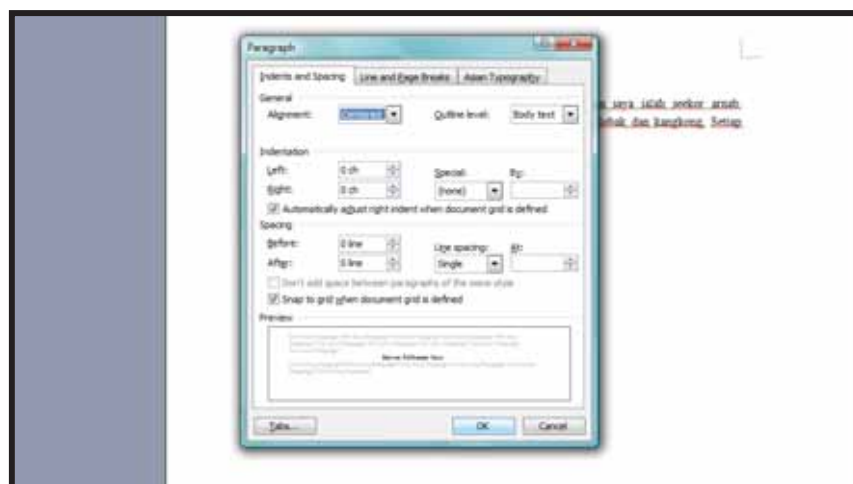 Paragraph
Indents and Spacing Line and Page Breaks Asian Typography
General
Alignment: Centered Outline level: Body text
Indentation
Left: 0 ch Special: By:
Right: 0 ch (none)
Automatically adjust right indent when document grid is defined
Spacing
Before: 0 line Line spacing: At:
After: 0 line Single
Don't add space between paragraphs of the same style
Snap to grid when document grid is defined
Preview
Tabs... OK Cancel
saya ialah seekor arnab
dan kangkong. Setiap